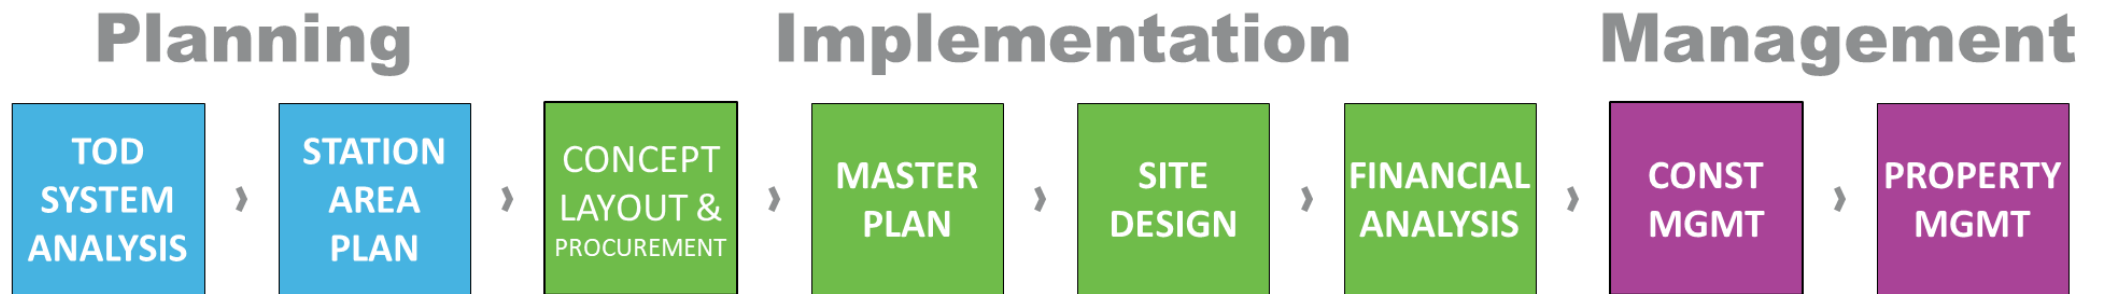 Planning
Implementation
Management
TOD
SYSTEM
ANALYSIS
STATION
AREA
PLAN
CONCEPT
LAYOUT &
PROCUREMENT
MASTER
PLAN
SITE
DESIGN
FINANCIAL
ANALYSIS
CONST
MGMT
PROPERTY
MGMT